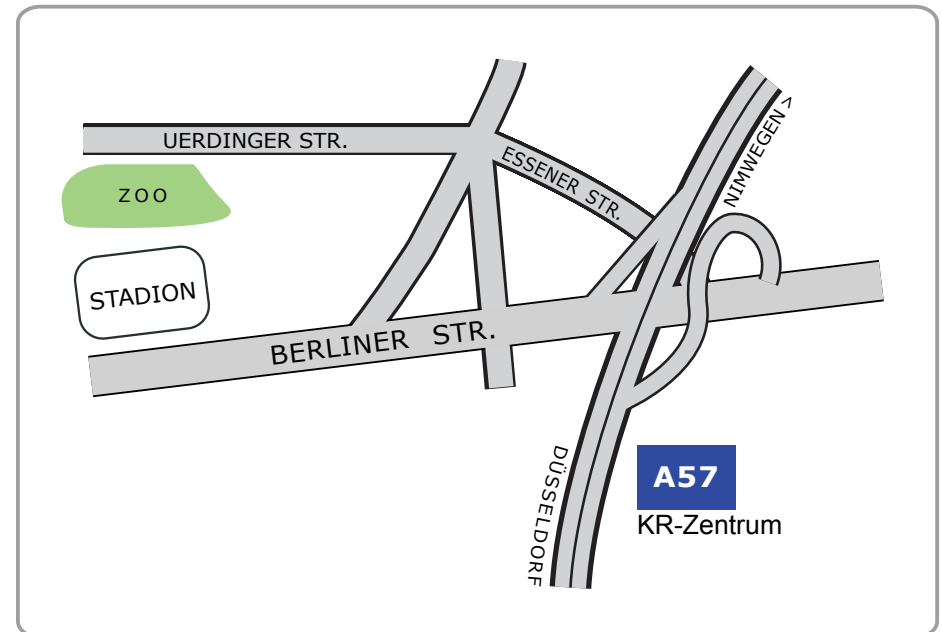 UERDINGER STR.
ESSENER STR.
NIMWEGEN >
ZOO
STADION
BERLINER STR.
DÜSSELDORF
A57
KR-Zentrum